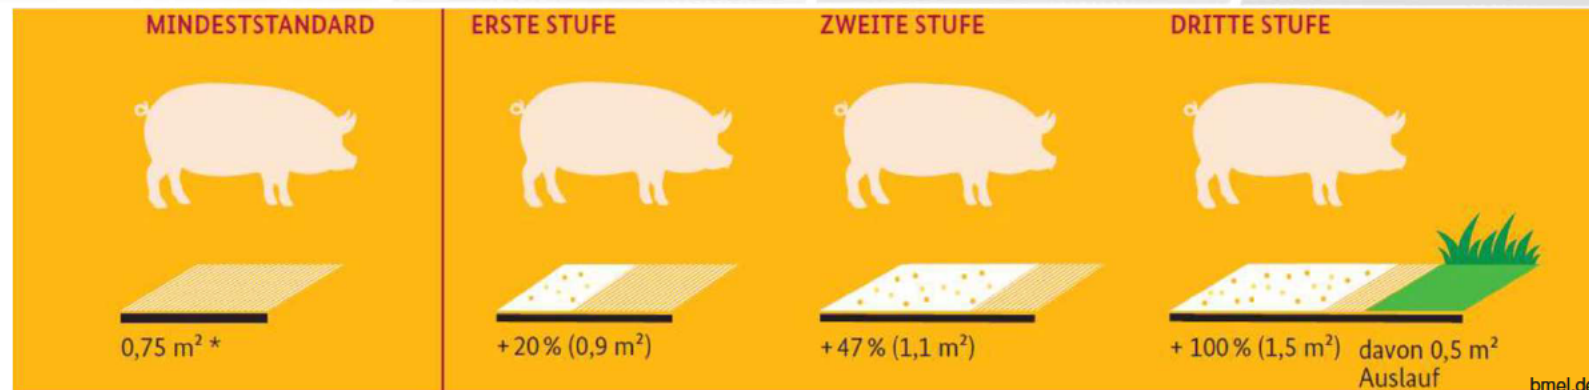 MINDESTSTANDARD
ERSTE STUFE
ZWEITE STUFE
DRITTE STUFE
0,75 m² *
+ 20 % (0,9 m²)
+ 47 % (1,1 m²)
+ 100 % (1,5 m²)
davon 0,5 m²
Auslauf
bmel.de